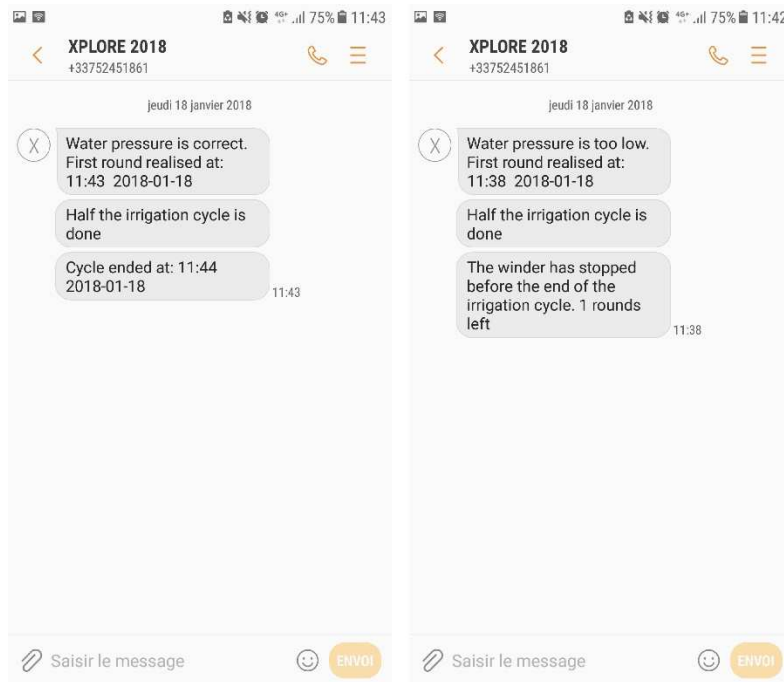 75% 11:43
XPLORE 2018
+33752451861
jeudi 18 janvier 2018
X
Water pressure is correct.
First round realised at:
11:43 2018-01-18
Half the irrigation cycle is
done
Cycle ended at: 11:44
2018-01-18
11:43
Saisir le message
ENVOI
75% 11:42
XPLORE 2018
+33752451861
jeudi 18 janvier 2018
X
Water pressure is too low.
First round realised at:
11:38 2018-01-18
Half the irrigation cycle is
done
The winder has stopped
before the end of the
irrigation cycle. 1 rounds
left
11:38
Saisir le message
ENVOI